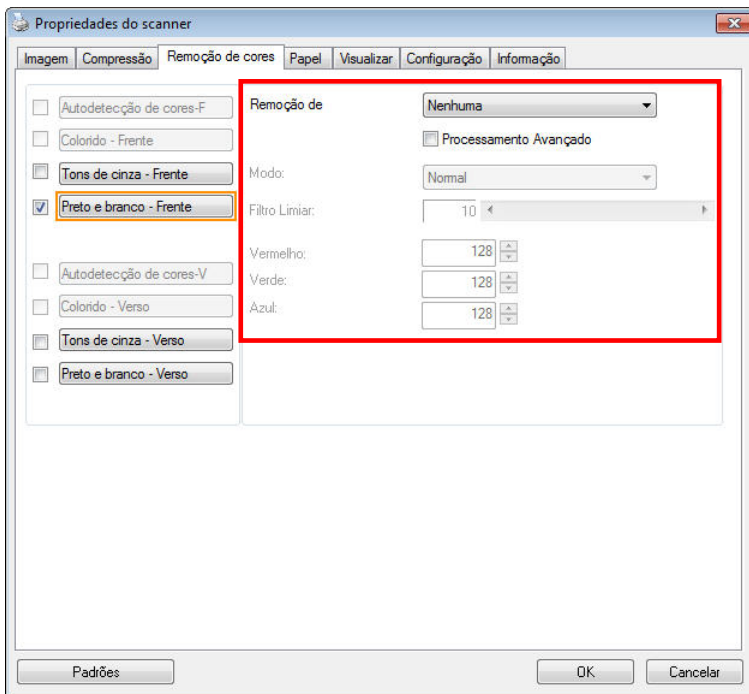 Propriedades do scanner
Imagem Compressão Remoção de cores Papel Visualizar Configuração Informação
Autodetecção de cores-F
Colorido - Frente
Tons de cinza - Frente
Preto e branco - Frente
Autodetecção de cores-V
Colorido - Verso
Tons de cinza - Verso
Preto e branco - Verso
Remoção de Nenhuma
Processamento Avançado
Modo: Normal
Filtro Limiar: 10
Vermelho: 128
Verde: 128
Azul: 128
Padrões OK Cancelar